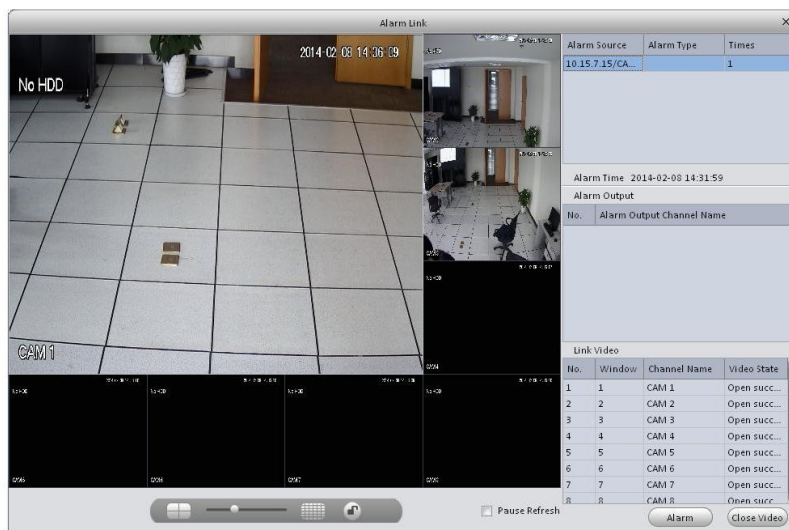 Alarm Link
2014-02-08 14:36:09
No HDD
CAM 1
Alarm Source Alarm Type Times
10.15.7.15/CA... 1
Alarm Time 2014-02-08 14:31:59
Alarm Output
No. Alarm Output Channel Name
Link Video
No. Window Channel Name Video State
1 1 CAM 1 Open succ...
2 2 CAM 2 Open succ...
3 3 CAM 3 Open succ...
4 4 CAM 4 Open succ...
5 5 CAM 5 Open succ...
6 6 CAM 6 Open succ...
7 7 CAM 7 Open succ...
8 8 CAM 8 Open succ...
Pause Refresh
Alarm
Close Video